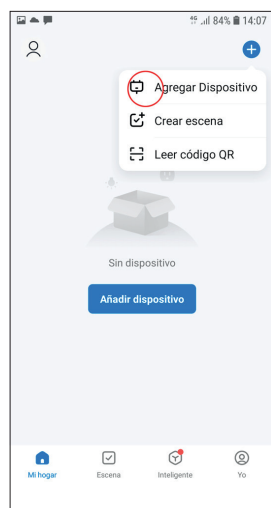 4G 84% 14:07
Agregar Dispositivo
Crear escena
Leer código QR
Sin dispositivo
Añadir dispositivo
Mi hogar Escena Inteligente Yo